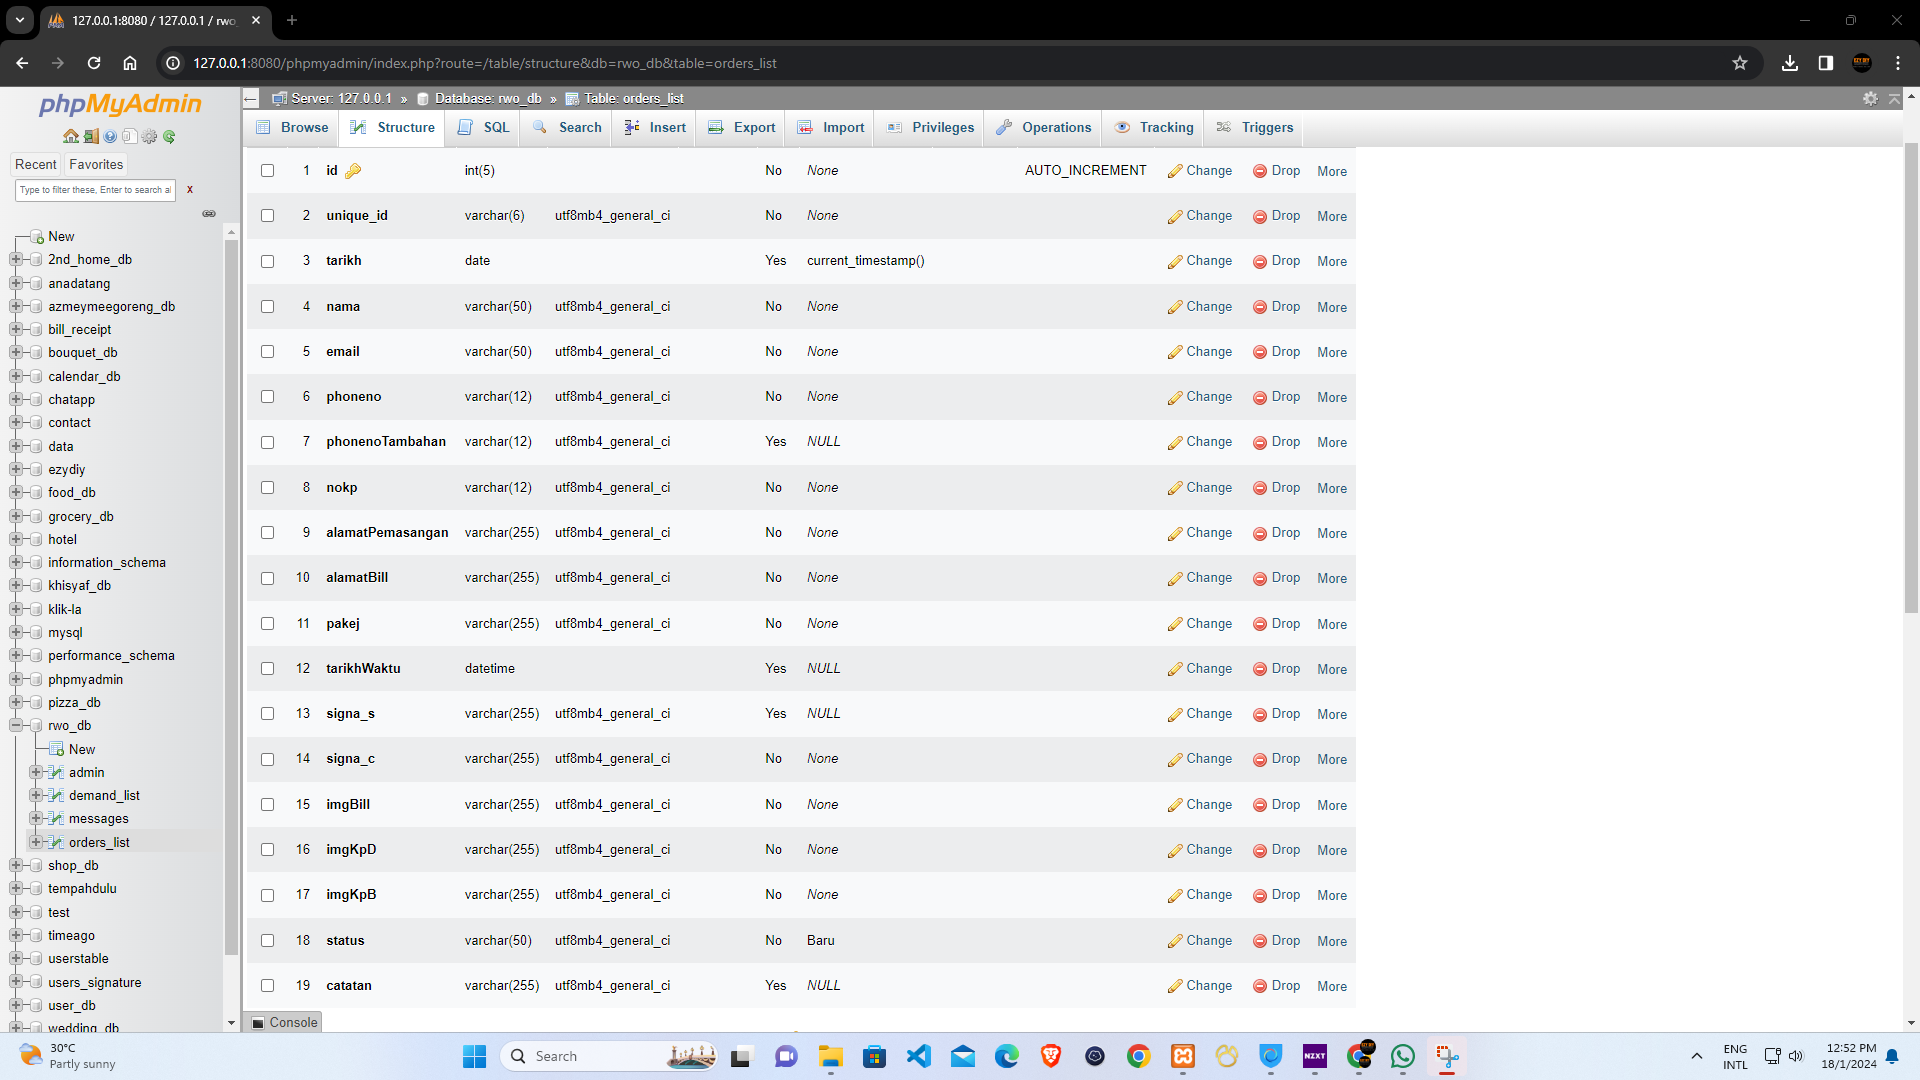 127.0.0.1:8080 / 127.0.0.1 / rwo
127.0.0.1:8080/phpmyadmin/index.php?route=/table/structure&db=rwo_db&table=orders_list
phpMyAdmin
Recent Favorites
Type to filter these, Enter to search al X
New
2nd_home_db
anadatang
azmeymeegoreng_db
bill_receipt
bouquet_db
calendar_db
chatapp
contact
data
ezydiy
food_db
grocery_db
hotel
information_schema
khisyaf_db
klik-la
mysql
performance_schema
phpmyadmin
pizza_db
rwo_db
New
admin
demand_list
messages
orders_list
shop_db
tempahdulu
test
timeago
userstable
users_signature
user_db
wedding_db
Server: 127.0.0.1 » Database: rwo_db » Table: orders_list
Browse Structure SQL Search Insert Export Import Privileges Operations Tracking Triggers
1 id int(5) No None AUTO_INCREMENT Change Drop More
2 unique_id varchar(6) utf8mb4_general_ci No None Change Drop More
3 tarikh date Yes current_timestamp() Change Drop More
4 nama varchar(50) utf8mb4_general_ci No None Change Drop More
5 email varchar(50) utf8mb4_general_ci No None Change Drop More
6 phoneno varchar(12) utf8mb4_general_ci No None Change Drop More
7 phonenoTambahan varchar(12) utf8mb4_general_ci Yes NULL Change Drop More
8 nokp varchar(12) utf8mb4_general_ci No None Change Drop More
9 alamatPemasangan varchar(255) utf8mb4_general_ci No None Change Drop More
10 alamatBill varchar(255) utf8mb4_general_ci No None Change Drop More
11 pakej varchar(255) utf8mb4_general_ci No None Change Drop More
12 tarikhWaktu datetime Yes NULL Change Drop More
13 signa_s varchar(255) utf8mb4_general_ci Yes NULL Change Drop More
14 signa_c varchar(255) utf8mb4_general_ci No None Change Drop More
15 imgBill varchar(255) utf8mb4_general_ci No None Change Drop More
16 imgKpD varchar(255) utf8mb4_general_ci No None Change Drop More
17 imgKpB varchar(255) utf8mb4_general_ci No None Change Drop More
18 status varchar(50) utf8mb4_general_ci No Baru Change Drop More
19 catatan varchar(255) utf8mb4_general_ci Yes NULL Change Drop More
Console
30°C
Partly sunny
Search
NZXT
ENG
INTL
12:52 PM
18/1/2024